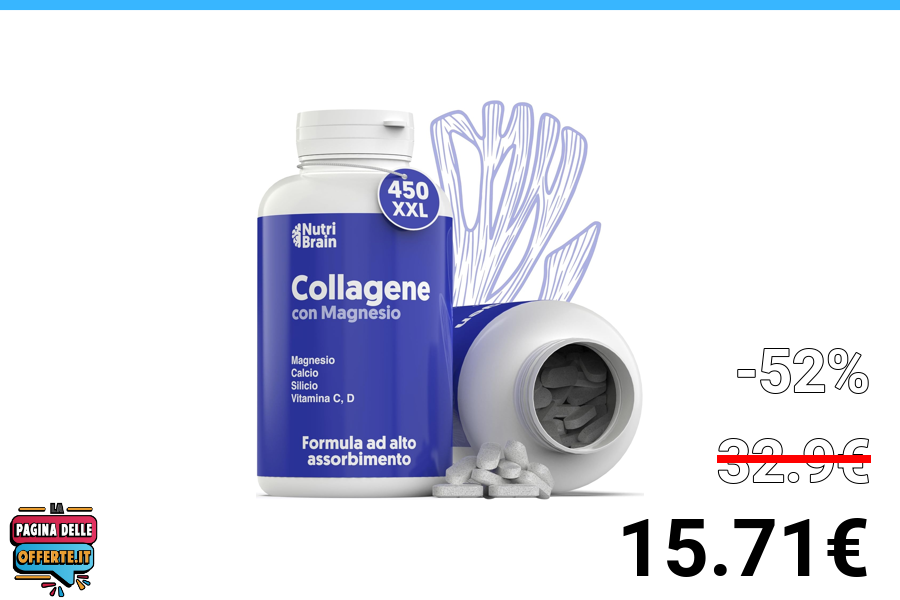 450
XXL
Nutri
Brain
Collagene
con Magnesio
Magnesio
Calcio
Silicio
Vitamina C, D
Formula ad alto
assorbimento
-52%
32.9€
15.71€
LA
PAGINA DELLE
OFFERTE.IT